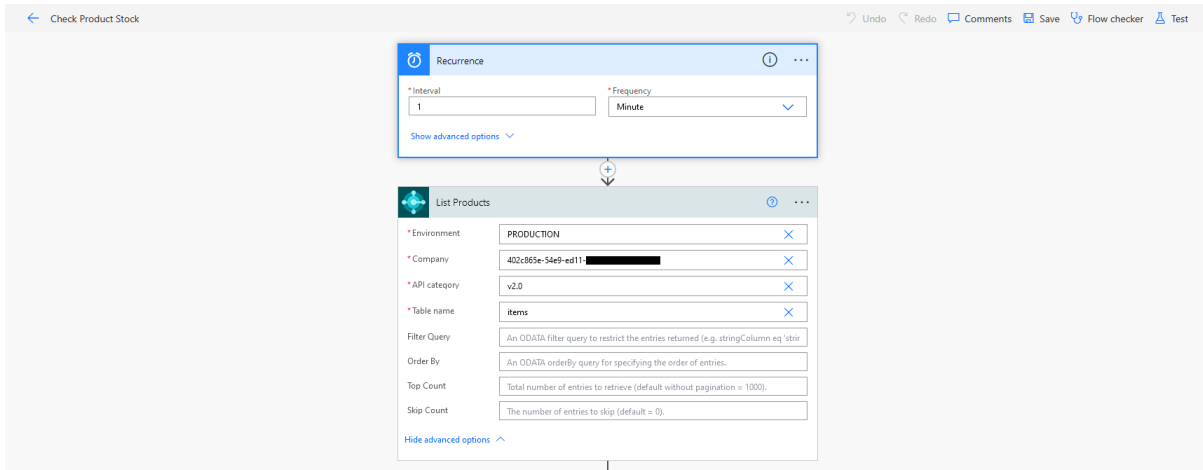 Check Product Stock
Undo Redo Comments Save Flow checker Test
Recurrence
*Interval *Frequency
1 Minute
Show advanced options
List Products
*Environment PRODUCTION
*Company 402c865e-54e9-ed11-
*API category v2.0
*Table name items
Filter Query An ODATA filter query to restrict the entries returned (e.g. stringColumn eq 'strir
Order By An ODATA orderBy query for specifying the order of entries.
Top Count Total number of entries to retrieve (default without pagination = 1000).
Skip Count The number of entries to skip (default = 0).
Hide advanced options